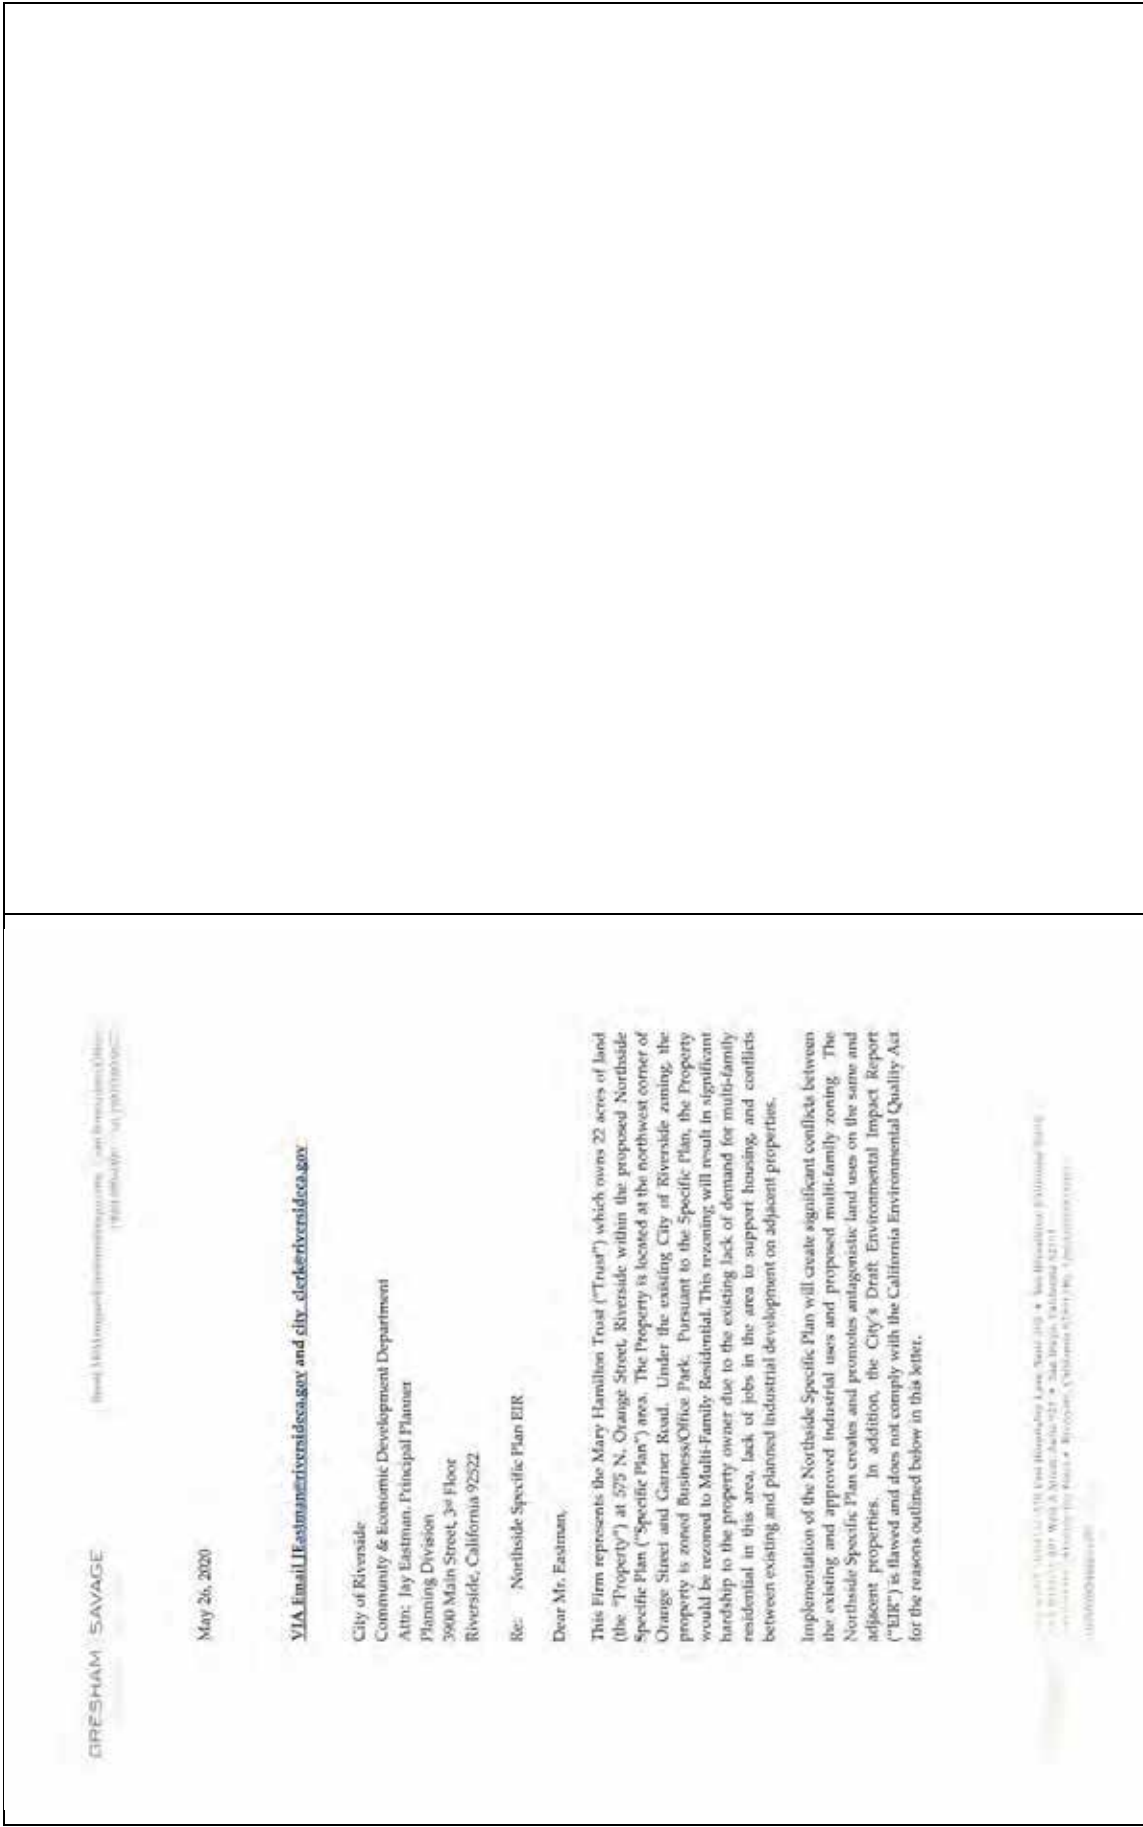 GRESHAM SAVAGE
May 26, 2020
VIA Email JEastman@riversideca.gov and city_clerk@riversideca.gov
City of Riverside
Community & Economic Development Department
Attn: Jay Eastman, Principal Planner
Planning Division
3900 Main Street, 3rd Floor
Riverside, California 92522
Re: Northside Specific Plan EIR
Dear Mr. Eastman,
This Firm represents the Mary Hamilton Trust ("Trust") which owns 22 acres of land
(the "Property") at 575 N. Orange Street, Riverside within the proposed Northside
Specific Plan ("Specific Plan") area. The Property is located at the northwest corner of
Orange Street and Garner Road. Under the existing City of Riverside zoning, the
property is zoned Business/Office Park. Pursuant to the Specific Plan, the Property
would be rezoned to Multi-Family Residential. This rezoning will result in significant
hardship to the property owner due to the existing lack of demand for multi-family
residential in this area, lack of jobs in the area to support housing, and conflicts
between existing and planned industrial development on adjacent properties.
Implementation of the Northside Specific Plan will create significant conflicts between
the existing and approved industrial uses and proposed multi-family zoning. The
Northside Specific Plan creates and promotes antagonistic land uses on the same and
adjacent properties. In addition, the City's Draft Environmental Impact Report
("EIR") is flawed and does not comply with the California Environmental Quality Act
for the reasons outlined below in this letter.